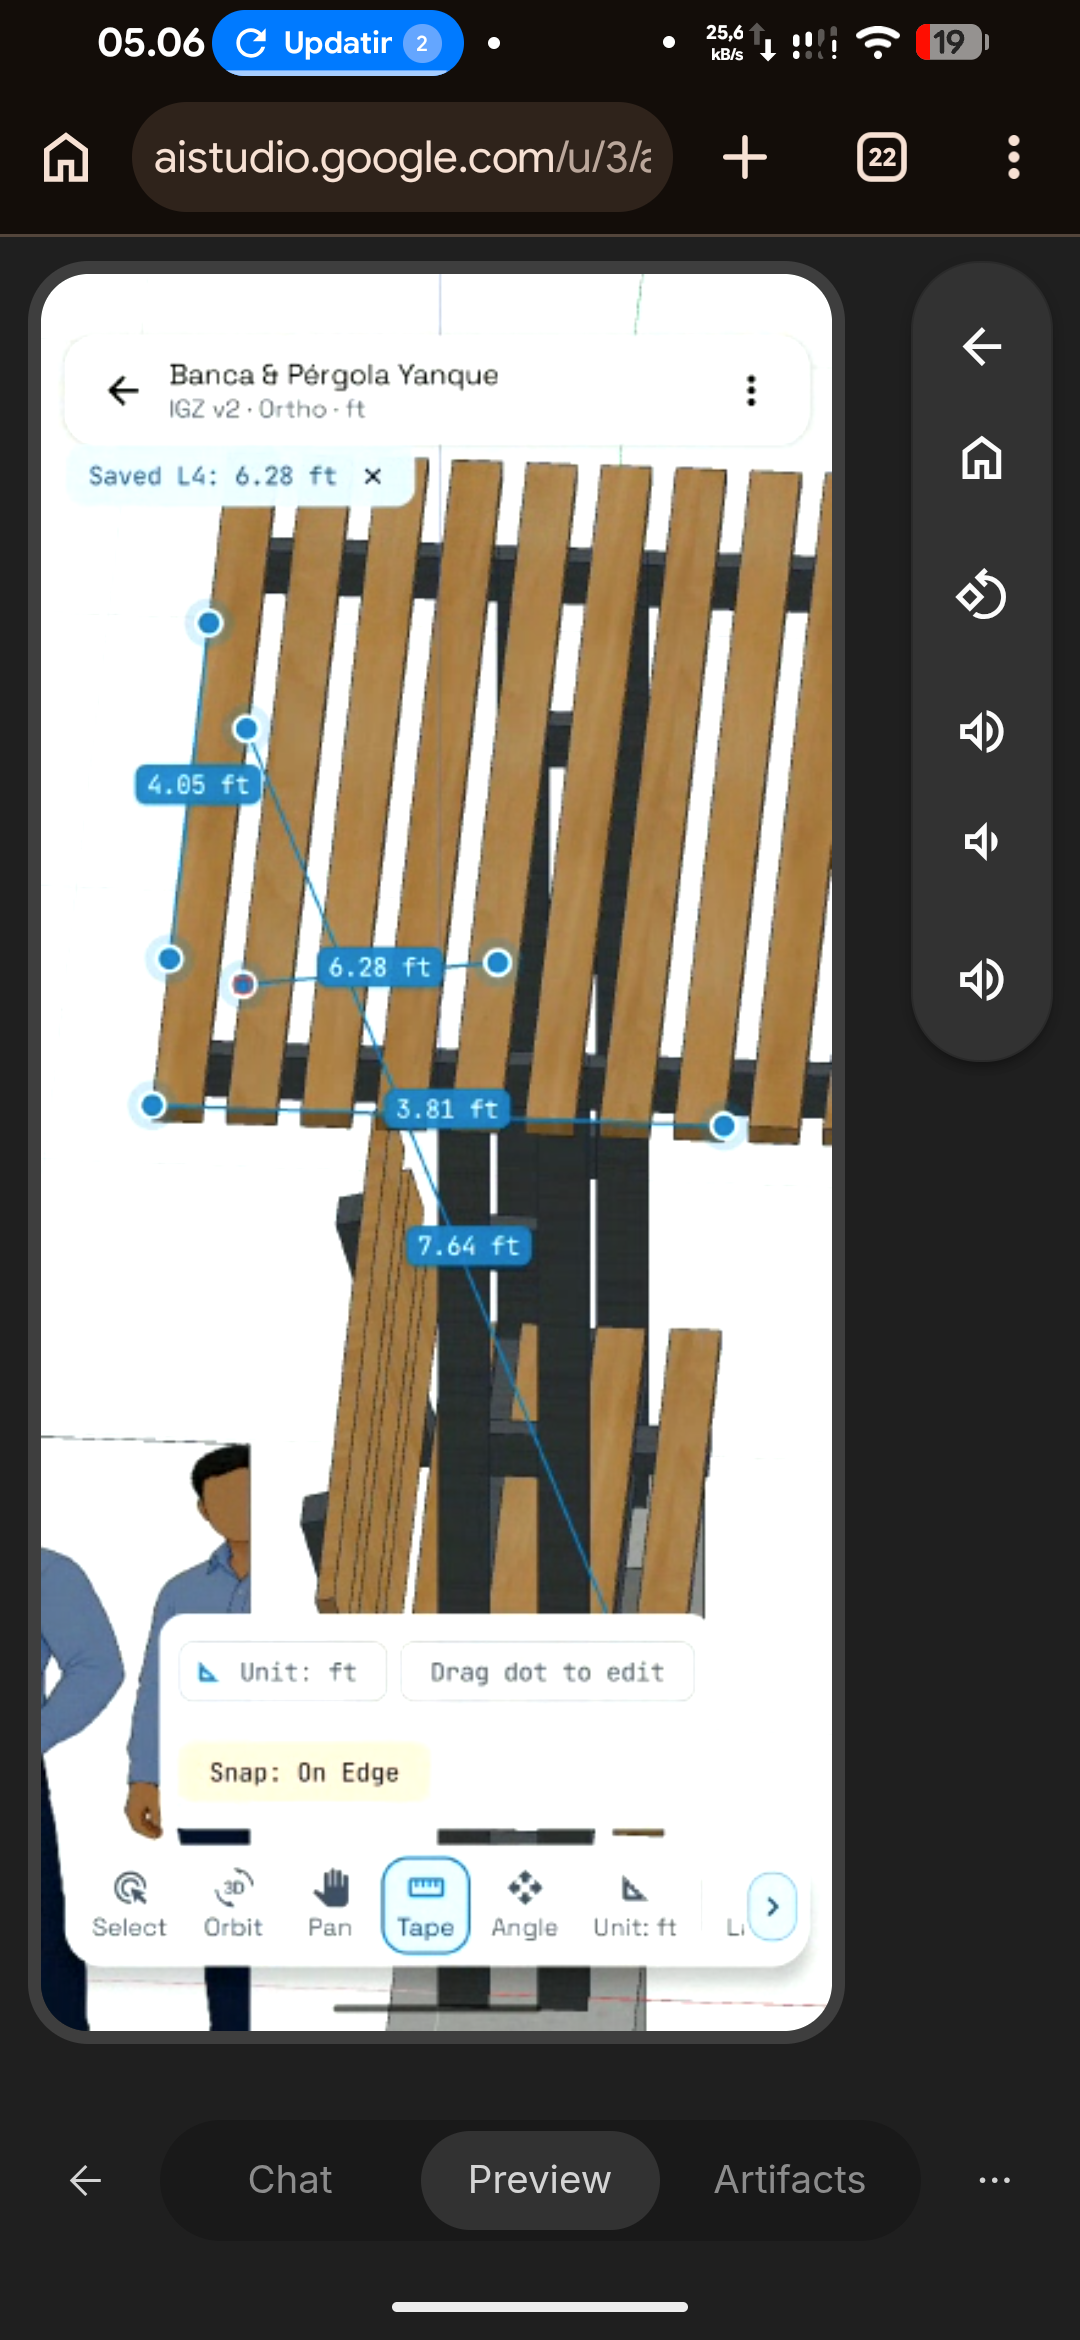 05.06
Updatir 2
25,6
kB/s
19
aistudio.google.com/u/3/a
22
Banca & Pérgola Yanque
IGZ v2 · Ortho · ft
Saved L4: 6.28 ft ×
4.05 ft
6.28 ft
3.81 ft
7.64 ft
Unit: ft
Drag dot to edit
Snap: On Edge
3D
Select
Orbit
Pan
Tape
Angle
Unit: ft
Chat
Preview
Artifacts